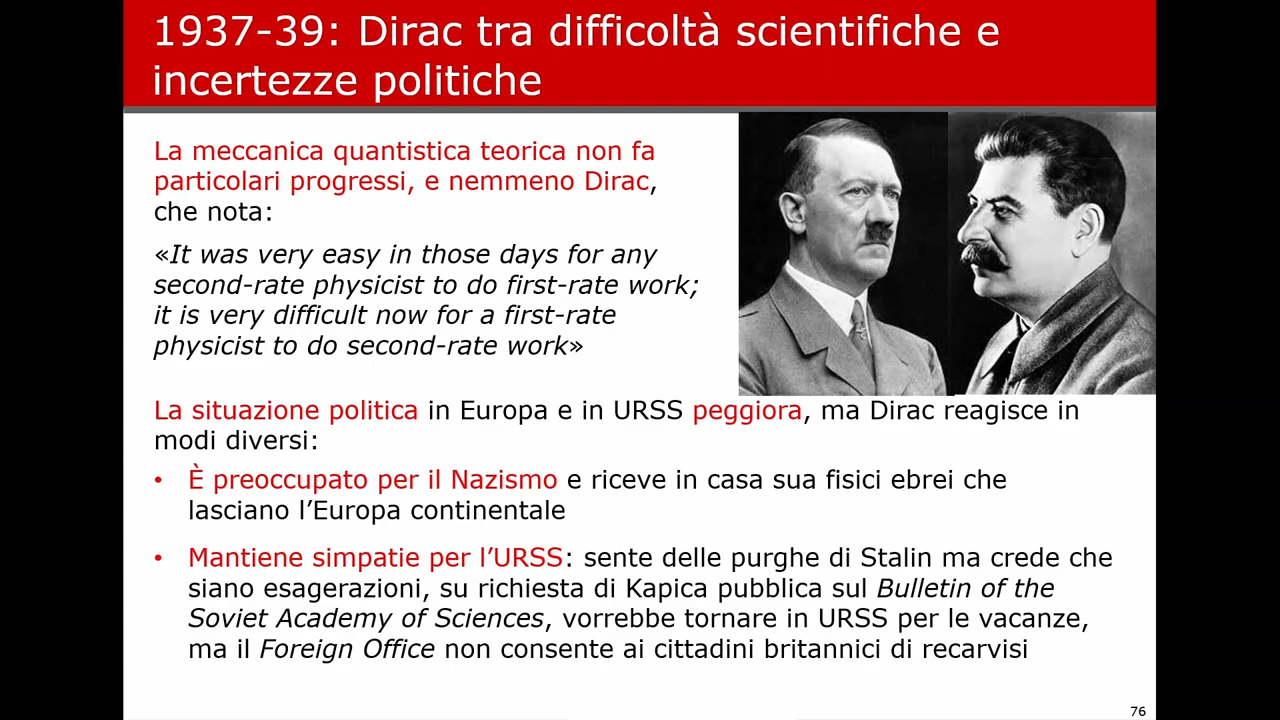 1937-39: Dirac tra difficoltà scientifiche e
incertezze politiche
La meccanica quantistica teorica non fa
particolari progressi, e nemmeno Dirac,
che nota:
«It was very easy in those days for any
second-rate physicist to do first-rate work;
it is very difficult now for a first-rate
physicist to do second-rate work»
La situazione politica in Europa e in URSS peggiora, ma Dirac reagisce in
modi diversi:
• È preoccupato per il Nazismo e riceve in casa sua fisici ebrei che
lasciano l’Europa continentale
• Mantiene simpatie per l’URSS: sente delle purghe di Stalin ma crede che
siano esagerazioni, su richiesta di Kapica pubblica sul Bulletin of the
Soviet Academy of Sciences, vorrebbe tornare in URSS per le vacanze,
ma il Foreign Office non consente ai cittadini britannici di recarvisi
76